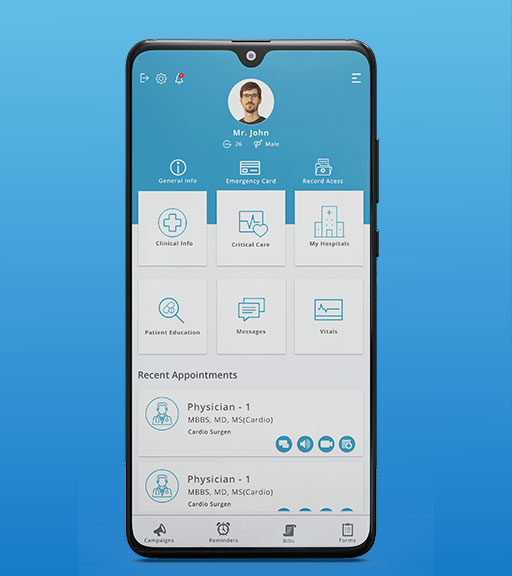 Mr. John
26 Male
General Info Emergency Card Record Acess
Clinical Info Critical Care My Hospitals
Patient Education Messages Vitals
Recent Appointments
Physician - 1
MBBS, MD, MS(Cardio)
Cardio Surgen
Physician - 1
MBBS, MD, MS(Cardio)
Cardio Surgen
Campaigns Reminders Bills Forms